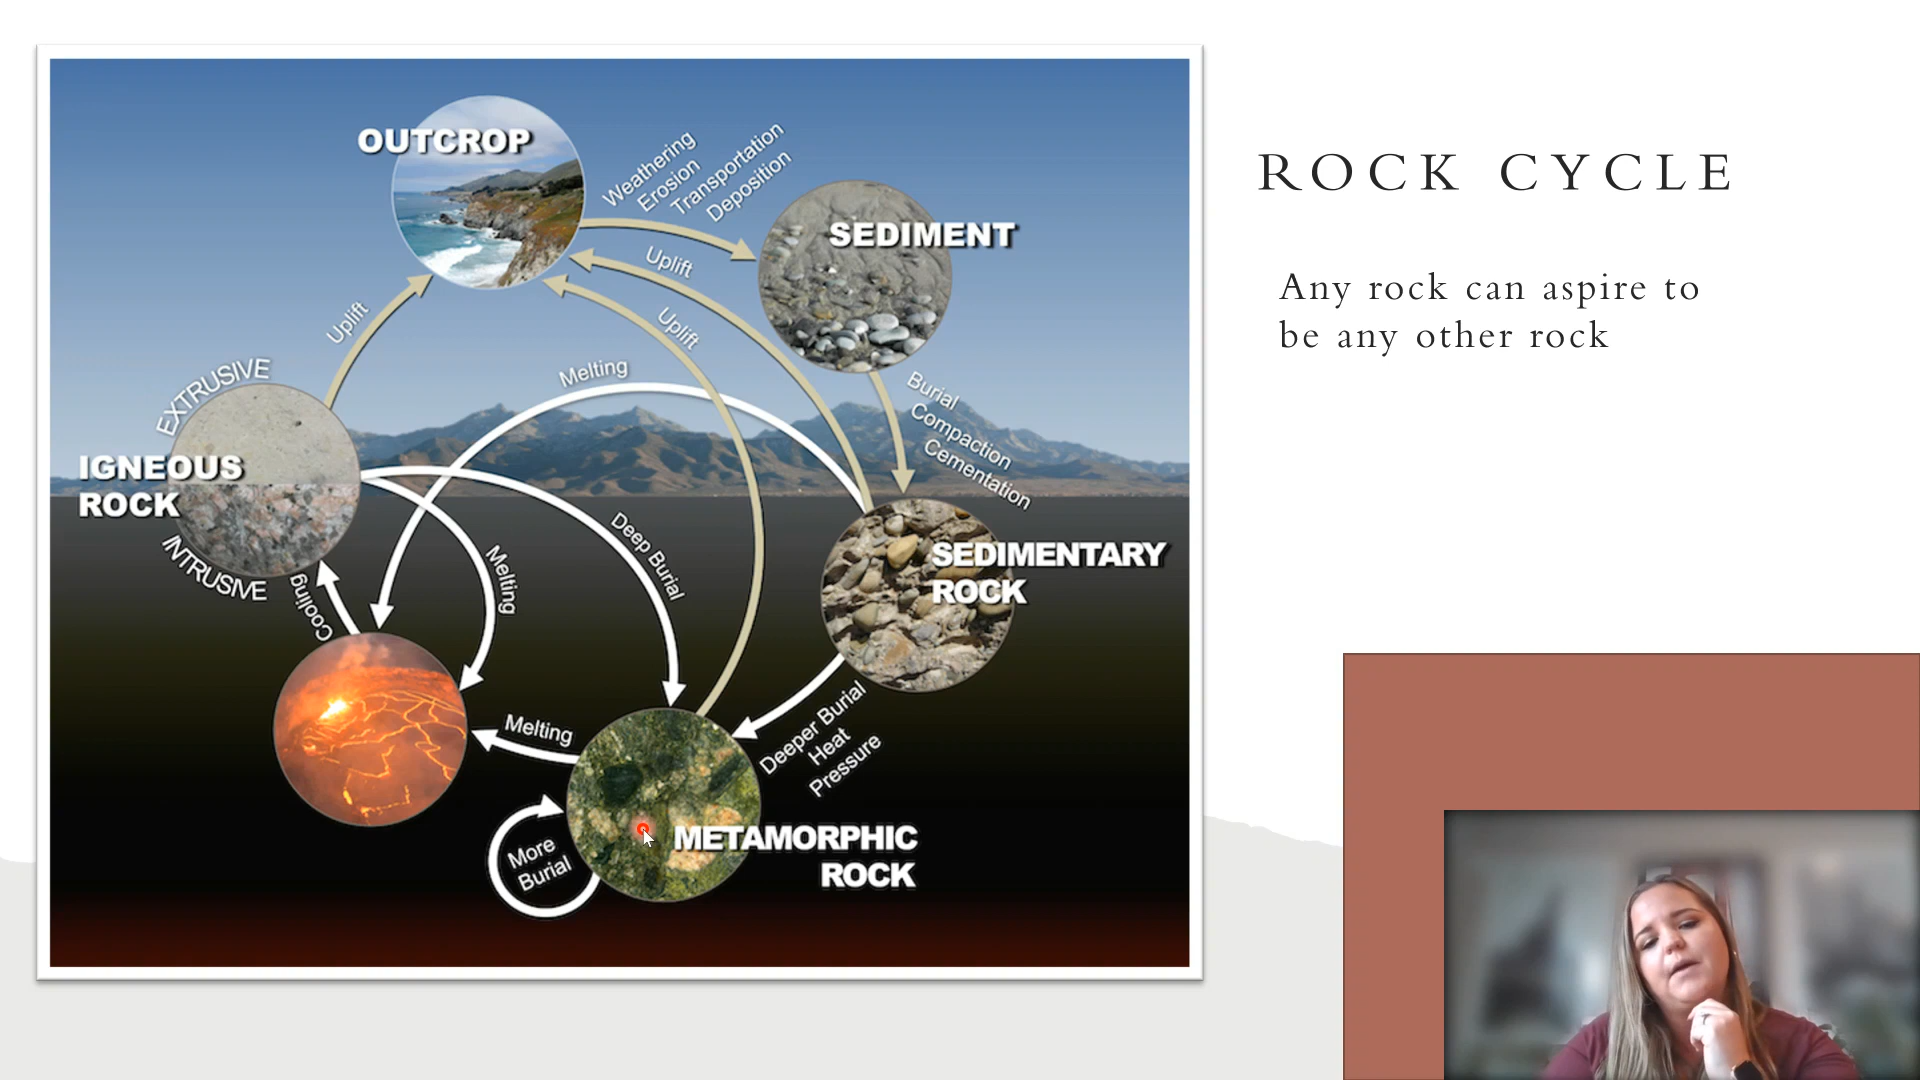 ROCK CYCLE
Any rock can aspire to
be any other rock
OUTCROP
Weathering
Erosion
Transportation
Deposition
SEDIMENT
Uplift
Uplift
Uplift
Melting
Burial
Compaction
Cementation
EXTRUSIVE
IGNEOUS
ROCK
INTRUSIVE
Cooling
Melting
Deep Burial
SEDIMENTARY
ROCK
Deeper Burial
Heat
Pressure
Melting
More
Burial
METAMORPHIC
ROCK